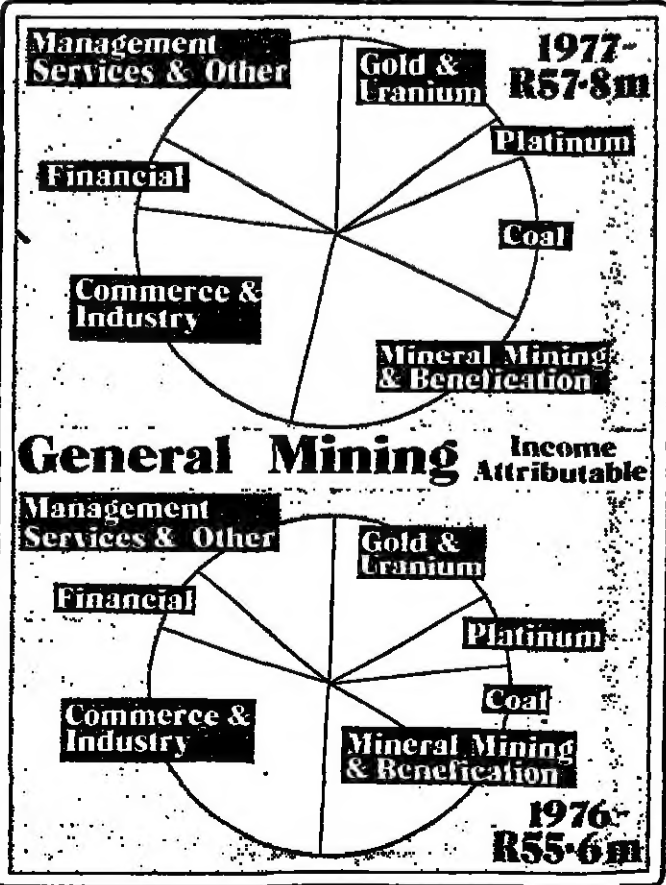 Management
Services & Other
Gold &
Uranium
1977-
R57·8m
Platinum
Financial
Coal
Commerce &
Industry
Mineral Mining
& Benefication
General Mining
Income
Attributable
Management
Services & Other
Gold &
Uranium
Financial
Platinum
Coal
Commerce &
Industry
Mineral Mining
& Benefication
1976-
R55·6m